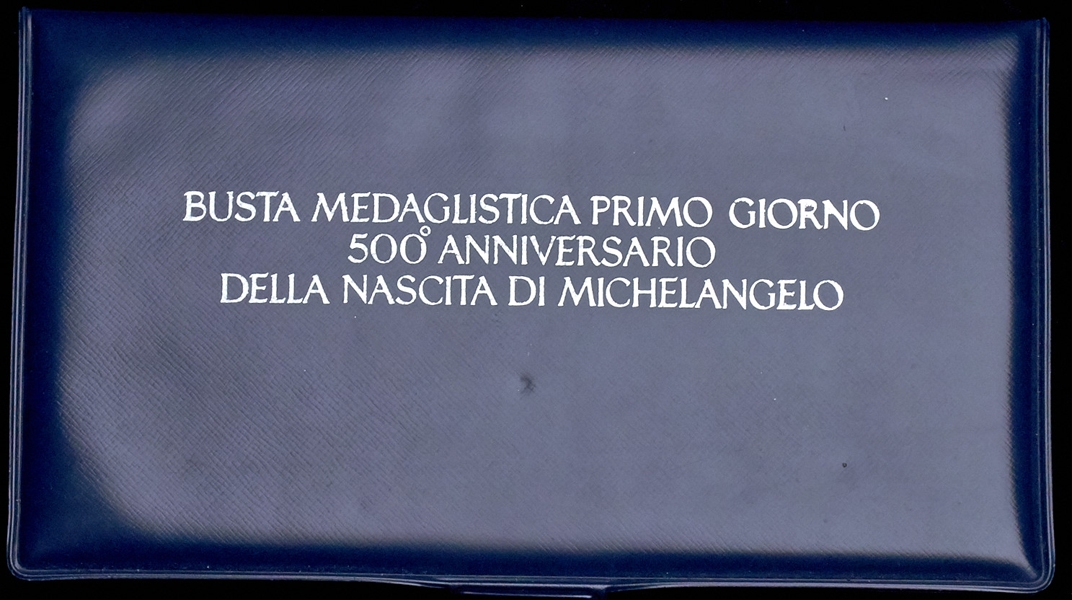 BUSTA MEDAGLISTICA PRIMO GIORNO
500° ANNIVERSARIO
DELLA NASCITA DI MICHELANGELO